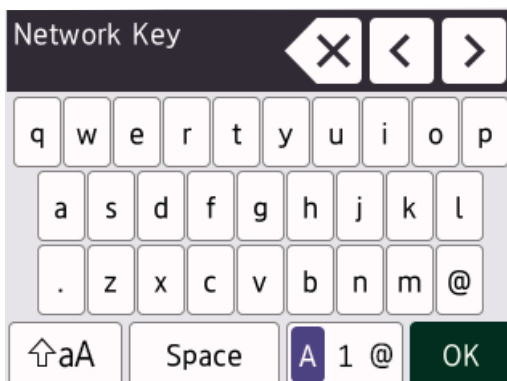 Network Key
q w e r t y u i o p
a s d f g h j k l
. z x c v b n m @
aA Space A 1 @ OK